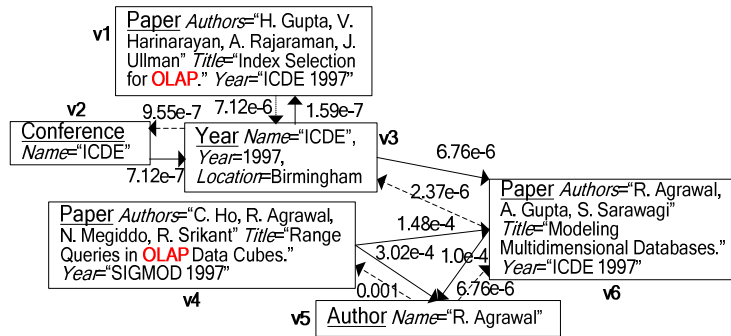 v1
Paper Authors="H. Gupta, V.
Harinarayan, A. Rajaraman, J.
Ullman" Title="Index Selection
for OLAP." Year="ICDE 1997"
v2
9.55e-7
7.12e-6
1.59e-7
Conference
Name="ICDE"
7.12e-7
Year Name="ICDE",
Year=1997,
Location=Birmingham
v3
6.76e-6
2.37e-6
Paper Authors="R. Agrawal,
A. Gupta, S. Sarawagi"
Title="Modeling
Multidimensional Databases."
Year="ICDE 1997"
v6
Paper Authors="C. Ho, R. Agrawal,
N. Megiddo, R. Srikant" Title="Range
Queries in OLAP Data Cubes."
Year="SIGMOD 1997"
v4
1.48e-4
3.02e-4
1.0e-4
0.001
6.76e-6
v5
Author Name="R. Agrawal"